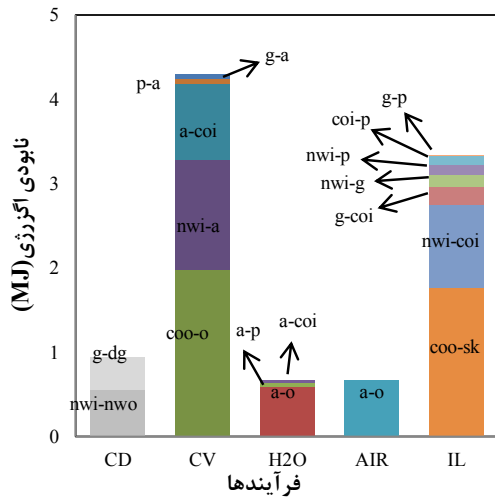 5
4
3
2
1
0
نابودی اگزرژی(MJ)
g-a
p-a
a-coi
nwi-a
coo-o
g-dg
nwi-nwo
a-p
a-coi
a-o
a-o
g-p
coi-p
nwi-p
nwi-g
g-coi
nwi-coi
coo-sk
CD
CV
H2O
AIR
IL
فرآیندها